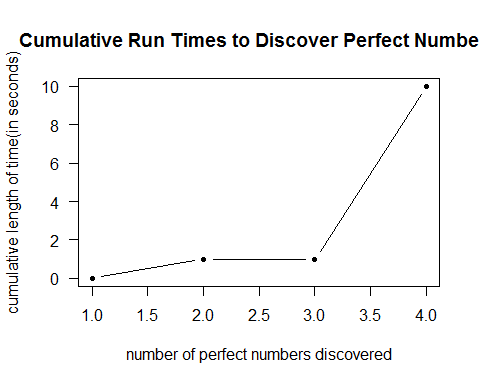 Cumulative Run Times to Discover Perfect Numbe
cumulative length of time(in seconds)
10
8
6
4
2
0
1.0 1.5 2.0 2.5 3.0 3.5 4.0
number of perfect numbers discovered